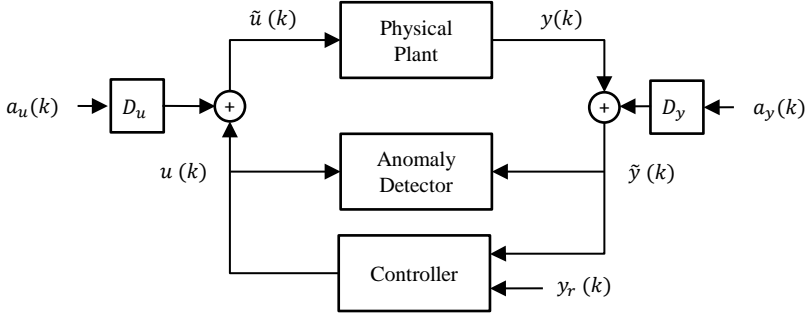 ũ (k)
Physical
Plant
y(k)
a_u(k)
D_u
+
+
D_y
a_y(k)
u (k)
Anomaly
Detector
ỹ (k)
Controller
y_r (k)